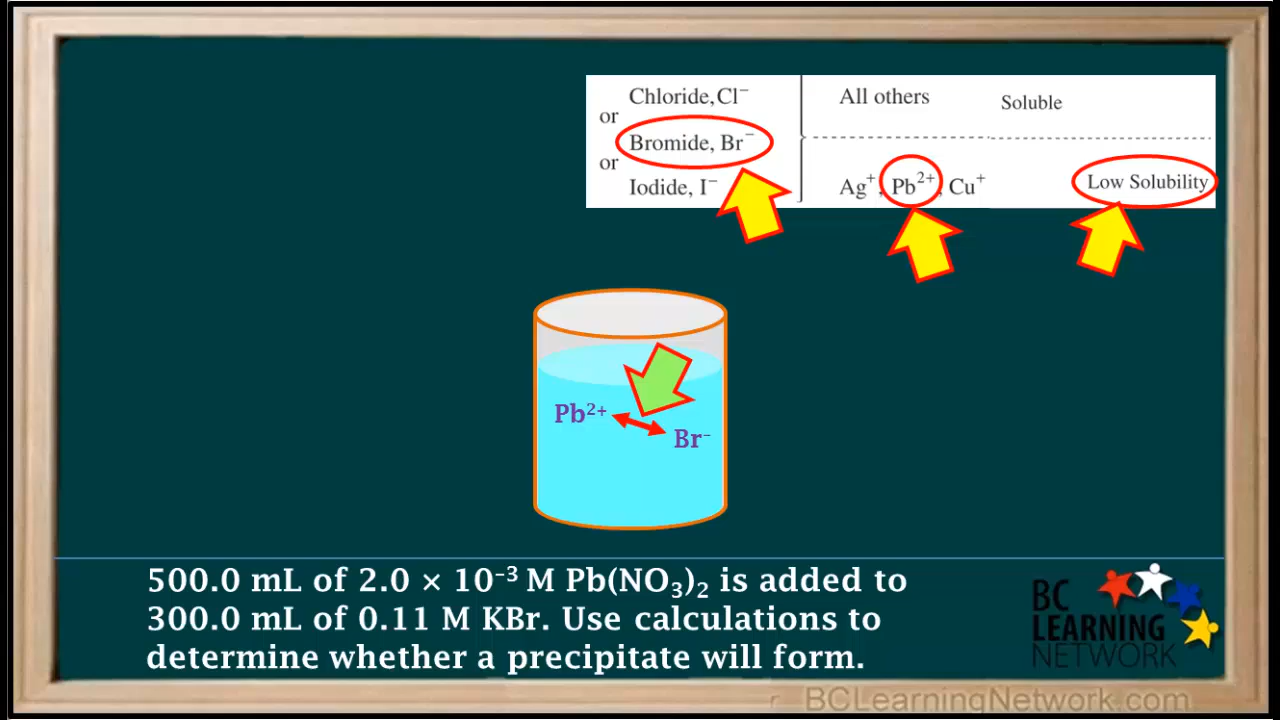 Chloride, Cl⁻
or
Bromide, Br⁻
or
Iodide, I⁻
All others Soluble
Ag⁺, Pb²⁺, Cu⁺ Low Solubility
Pb²⁺
Br⁻
500.0 mL of 2.0 × 10⁻³ M Pb(NO₃)₂ is added to
300.0 mL of 0.11 M KBr. Use calculations to
determine whether a precipitate will form.
BC
LEARNING
NETWORK
BCLearningNetwork.com